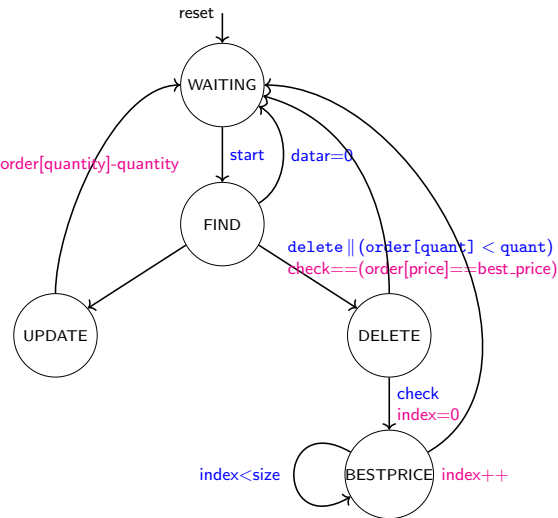 reset
WAITING
start
datar=0
order[quantity]-quantity
FIND
delete || (order[quant] < quant)
check==(order[price]==best_price)
UPDATE
DELETE
check
index=0
index<size
BESTPRICE
index++